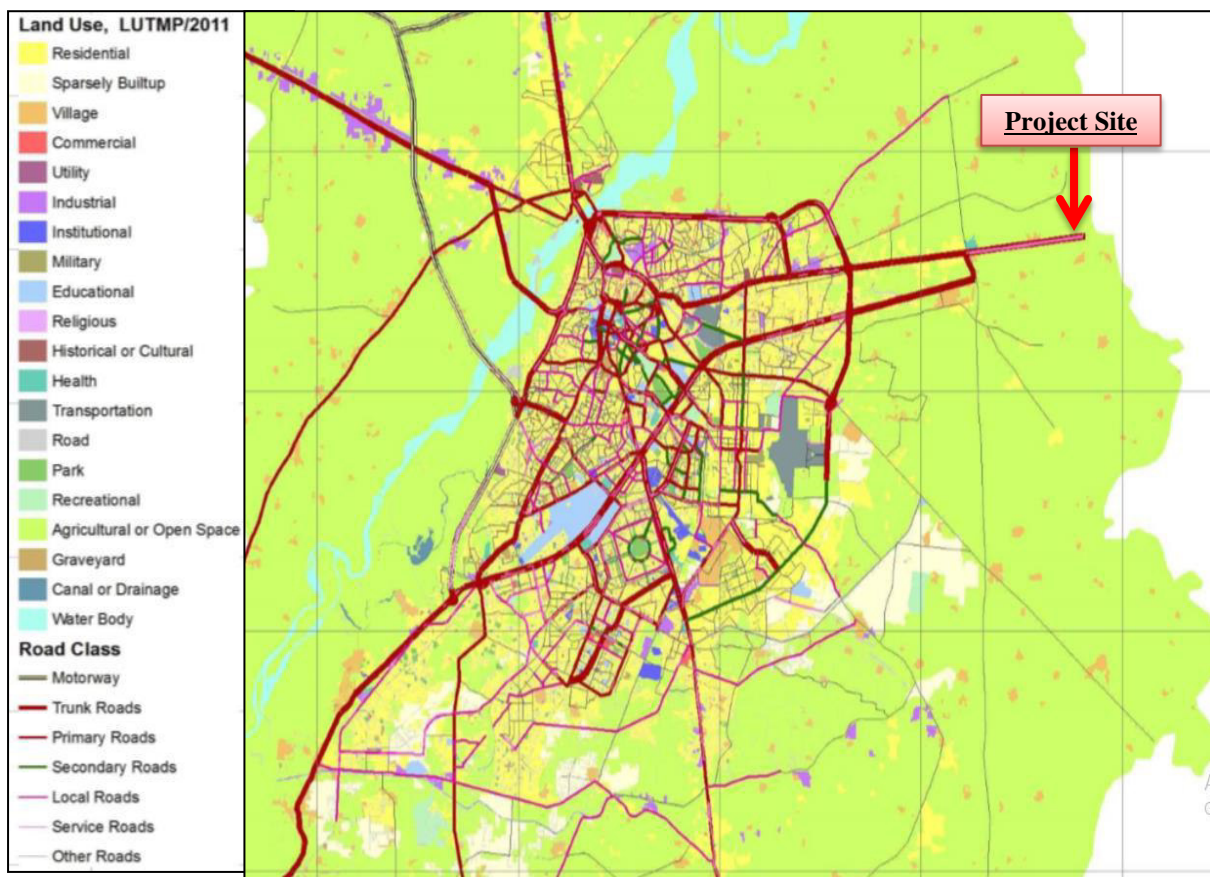 Land Use, LUTMP/2011
Residential
Sparsely Builtup
Village
Commercial
Utility
Industrial
Institutional
Military
Educational
Religious
Historical or Cultural
Health
Transportation
Road
Park
Recreational
Agricultural or Open Space
Graveyard
Canal or Drainage
Water Body
Road Class
Motorway
Trunk Roads
Primary Roads
Secondary Roads
Local Roads
Service Roads
Other Roads
Project Site